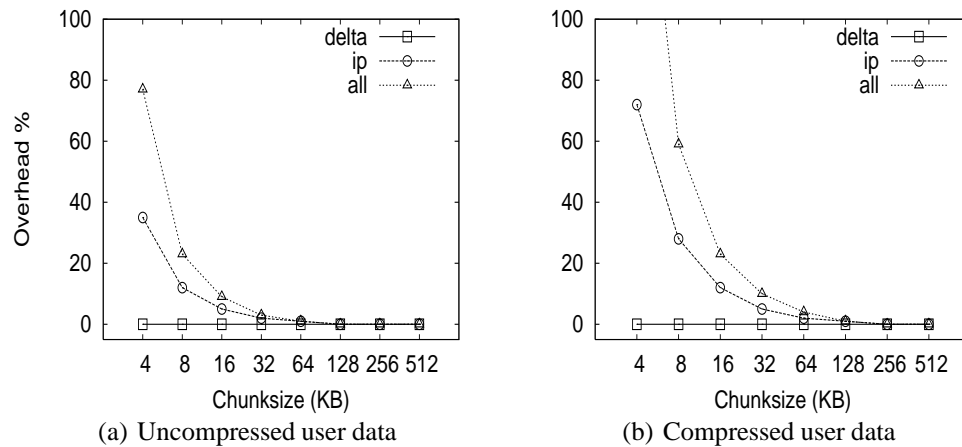 100
80
60
40
20
0
Overhead %
delta
ip
all
4 8 16 32 64 128 256 512
Chunksize (KB)
(a) Uncompressed user data
100
80
60
40
20
0
delta
ip
all
4 8 16 32 64 128 256 512
Chunksize (KB)
(b) Compressed user data